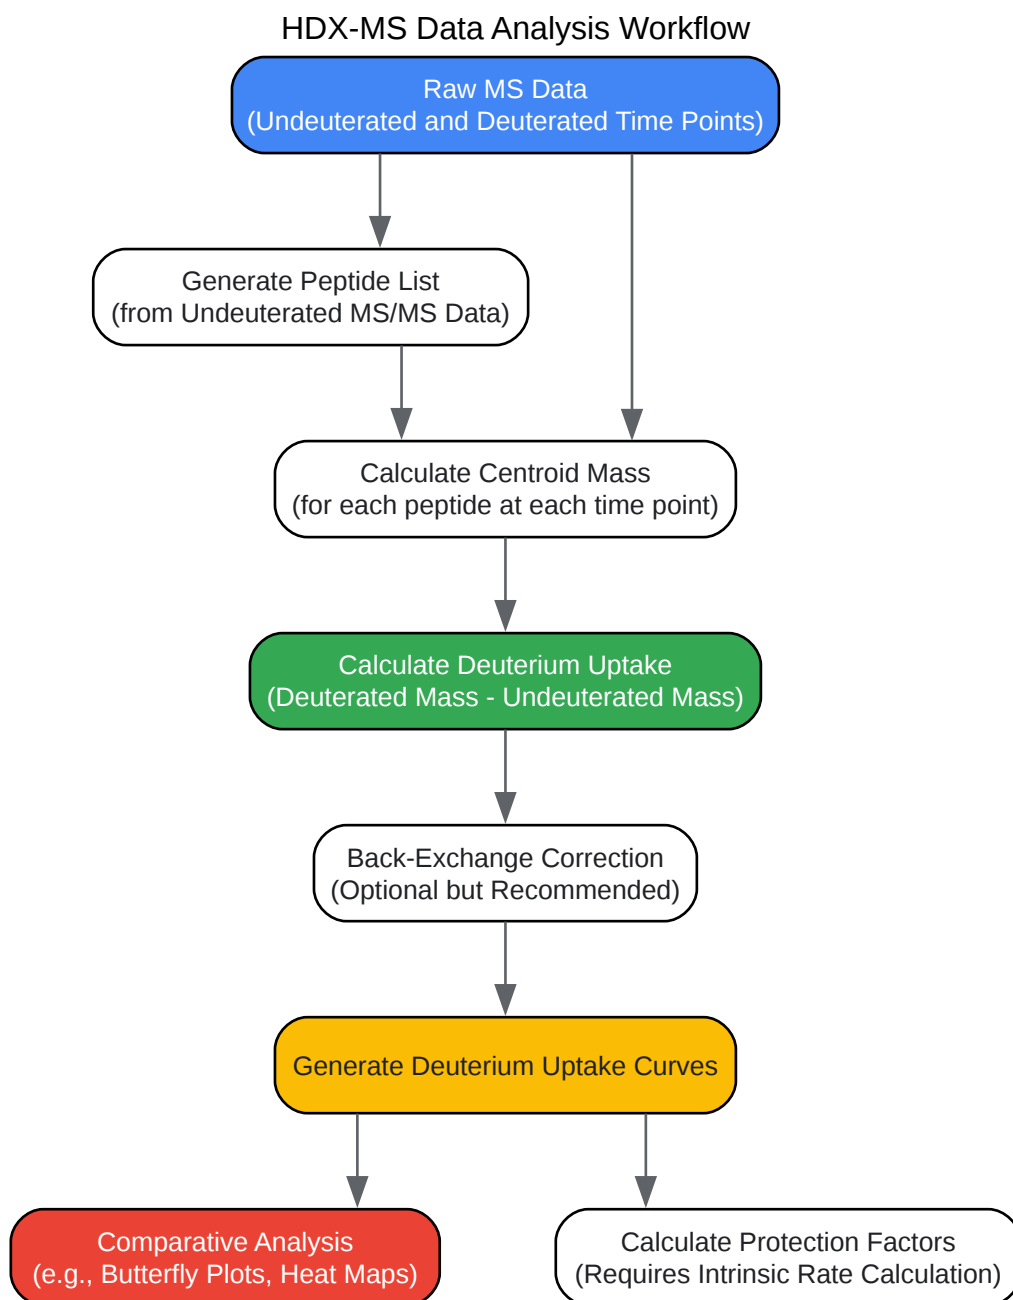 HDX-MS Data Analysis Workflow
Raw MS Data
(Undeuterated and Deuterated Time Points)
Generate Peptide List
(from Undeuterated MS/MS Data)
Calculate Centroid Mass
(for each peptide at each time point)
Calculate Deuterium Uptake
(Deuterated Mass - Undeuterated Mass)
Back-Exchange Correction
(Optional but Recommended)
Generate Deuterium Uptake Curves
Comparative Analysis
(e.g., Butterfly Plots, Heat Maps)
Calculate Protection Factors
(Requires Intrinsic Rate Calculation)